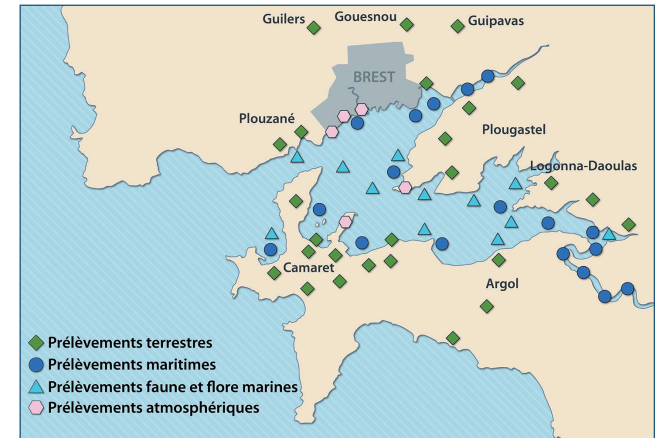 Guilers
Gouesnou
Guipavas
BREST
Plouzané
Plougastel
Logonna-Daoulas
Camaret
Argol
Prélèvements terrestres
Prélèvements maritimes
Prélèvements faune et flore marines
Prélèvements atmosphériques